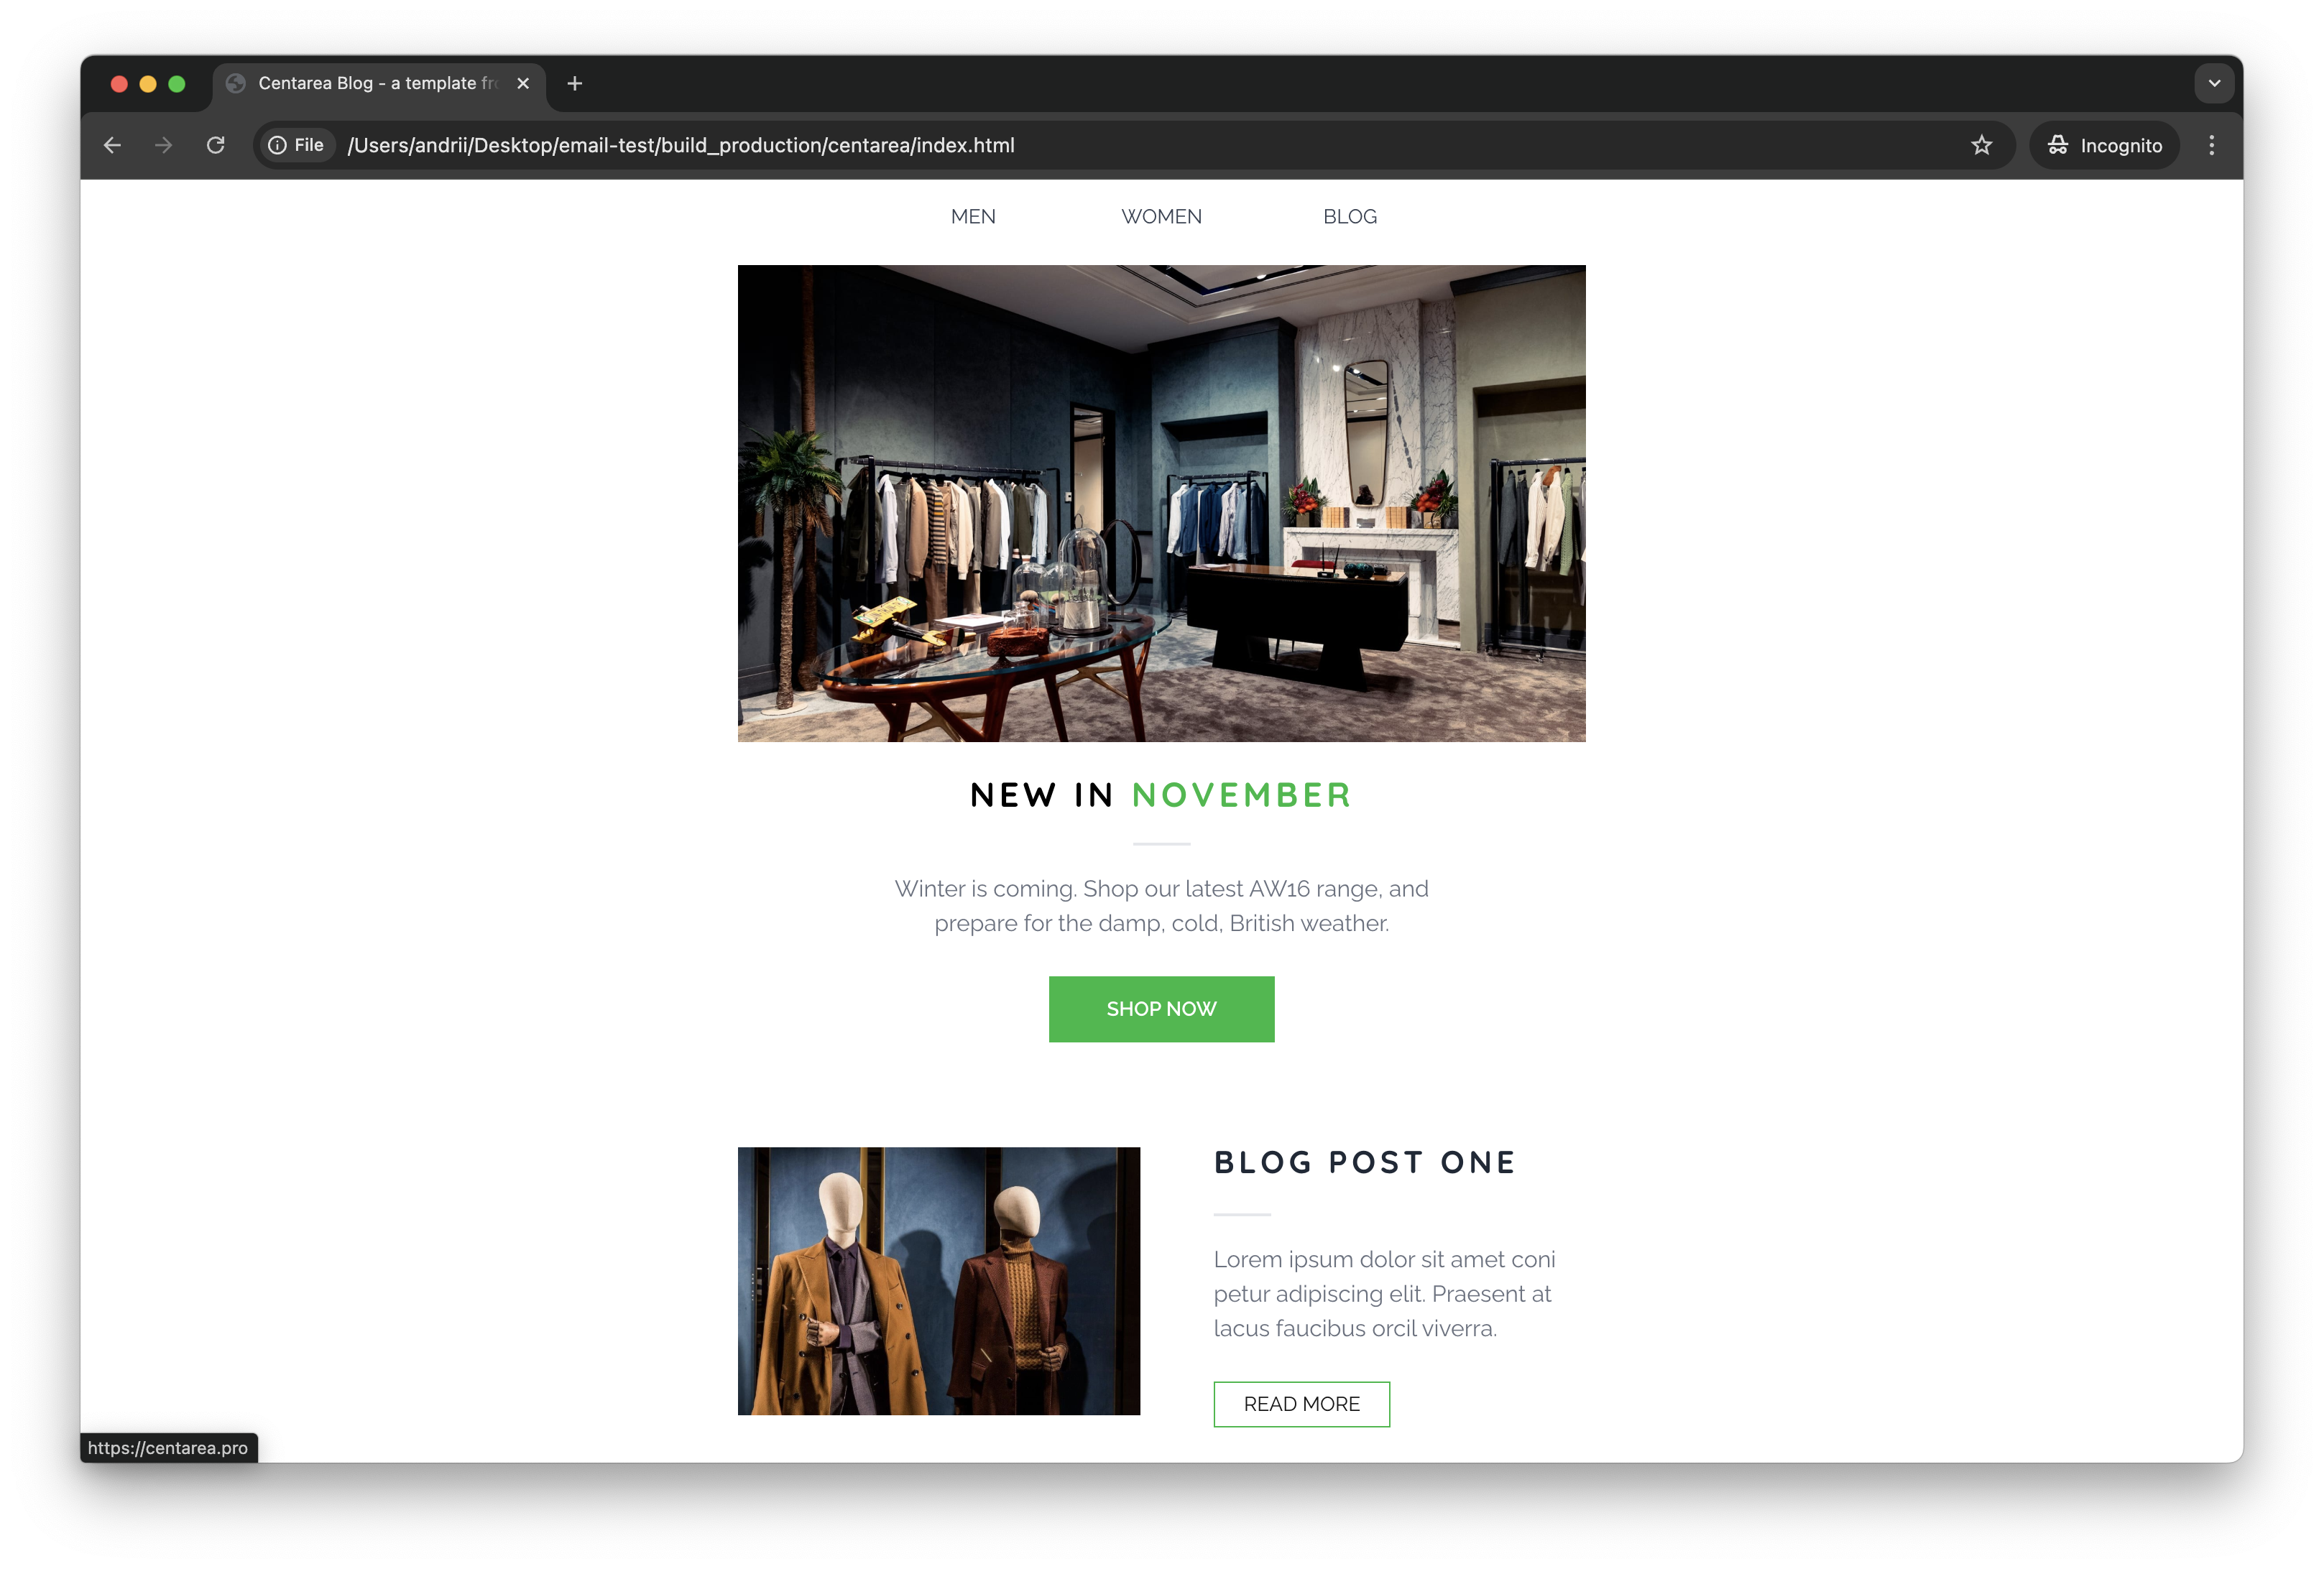 Centarea Blog - a template
File /Users/andrii/Desktop/email-test/build_production/centarea/index.html
Incognito
MEN WOMEN BLOG
NEW IN NOVEMBER
Winter is coming. Shop our latest AW16 range, and
prepare for the damp, cold, British weather.
SHOP NOW
BLOG POST ONE
Lorem ipsum dolor sit amet coni
petur adipiscing elit. Praesent at
lacus faucibus orcil viverra.
READ MORE
https://centarea.pro